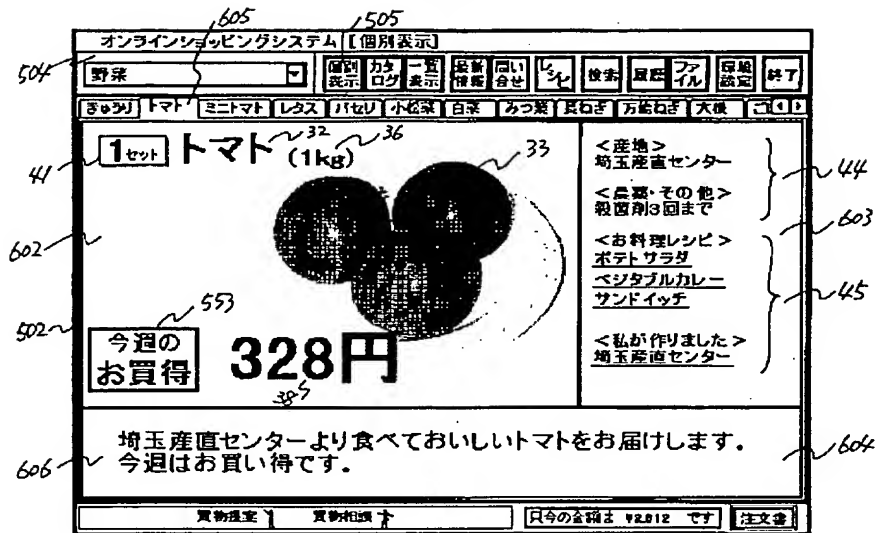 605
505
オンラインショッピングシステム [個別表示]
504
野菜
個別表示 カタログ 一覧表示 最新情報 問い合せ レシピ 検索 履歴 ファイル 環境設定 終了
きゅうり トマト ミニトマト レタス パセリ 小松菜 白菜 みつ葉 長ねぎ 万能ねぎ 大根
41
1セット トマト (1kg)
32
36
33
<産地>
埼玉産直センター
44
<農薬・その他>
殺菌剤3回まで
602
603
<お料理レシピ>
ポテトサラダ
ベジタブルカレー
サンドイッチ
45
553
502
今週の
お買得
328円
385
<私が作りました>
埼玉産直センター
埼玉産直センターより食べておいしいトマトをお届けします。
今週はお買い得です。
606
604
買物提案 買物相談 只今の金額は ¥2,012 です 注文書